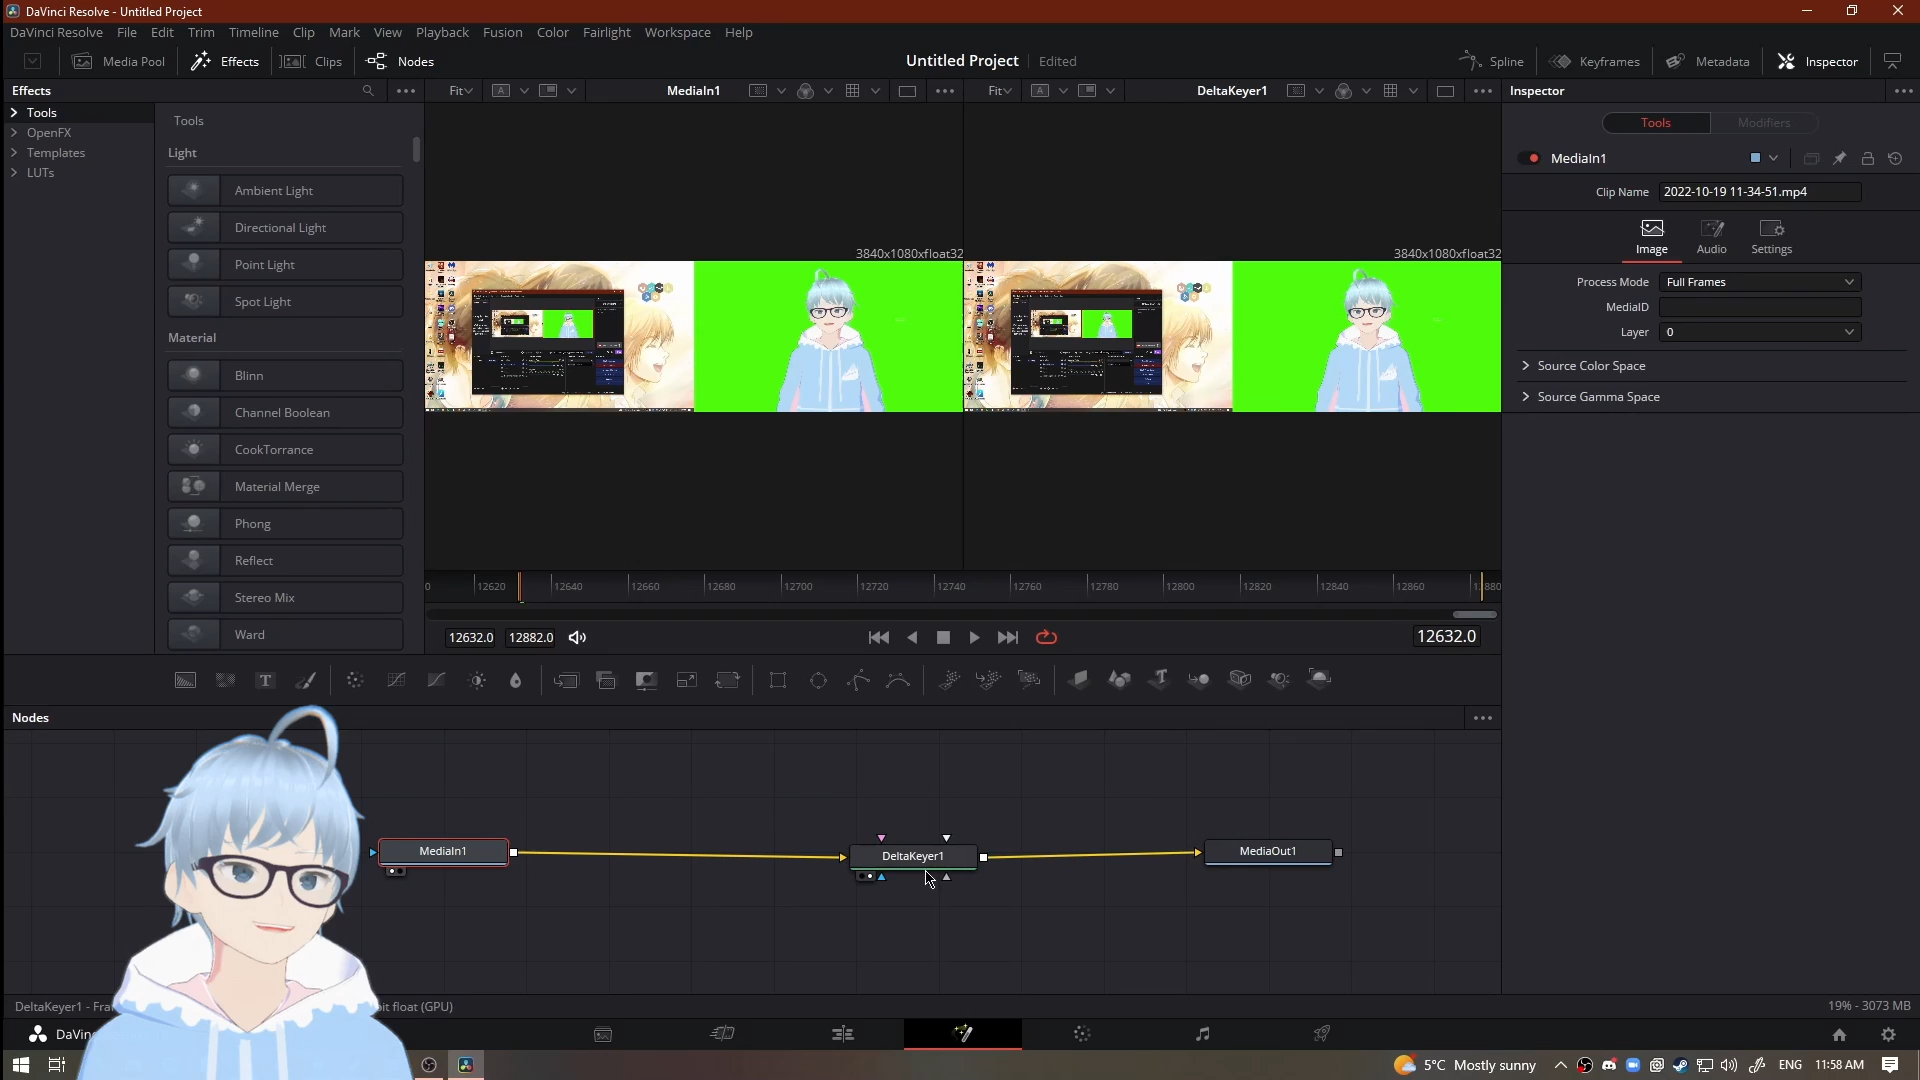 DaVinci Resolve - Untitled Project
DaVinci Resolve File Edit Trim Timeline Clip Mark View Playback Fusion Color Fairlight Workspace Help
Media Pool Effects Clips Nodes Untitled Project Edited Spline Keyframes Metadata Inspector
Effects Fit MediaIn1 Fit DeltaKeyer1 Inspector
Tools
OpenFX
Templates
LUTs
Tools
Light
Ambient Light
Directional Light
Point Light
Spot Light
Material
Blinn
Channel Boolean
CookTorrance
Material Merge
Phong
Reflect
Stereo Mix
Ward
3840x1080xfloat32
3840x1080xfloat32
Tools Modifiers
MediaIn1
Clip Name 2022-10-19 11-34-51.mp4
Image Audio Settings
Process Mode Full Frames
MediaID
Layer 0
Source Color Space
Source Gamma Space
12620 12640 12660 12680 12700 12720 12740 12760 12780 12800 12820 12840 12860
12632.0 12882.0 12632.0
T
Nodes
MediaIn1 DeltaKeyer1 MediaOut1
DeltaKeyer1 - Fra it float (GPU) 19% - 3073 MB
DaVin
5°C Mostly sunny ENG 11:58 AM